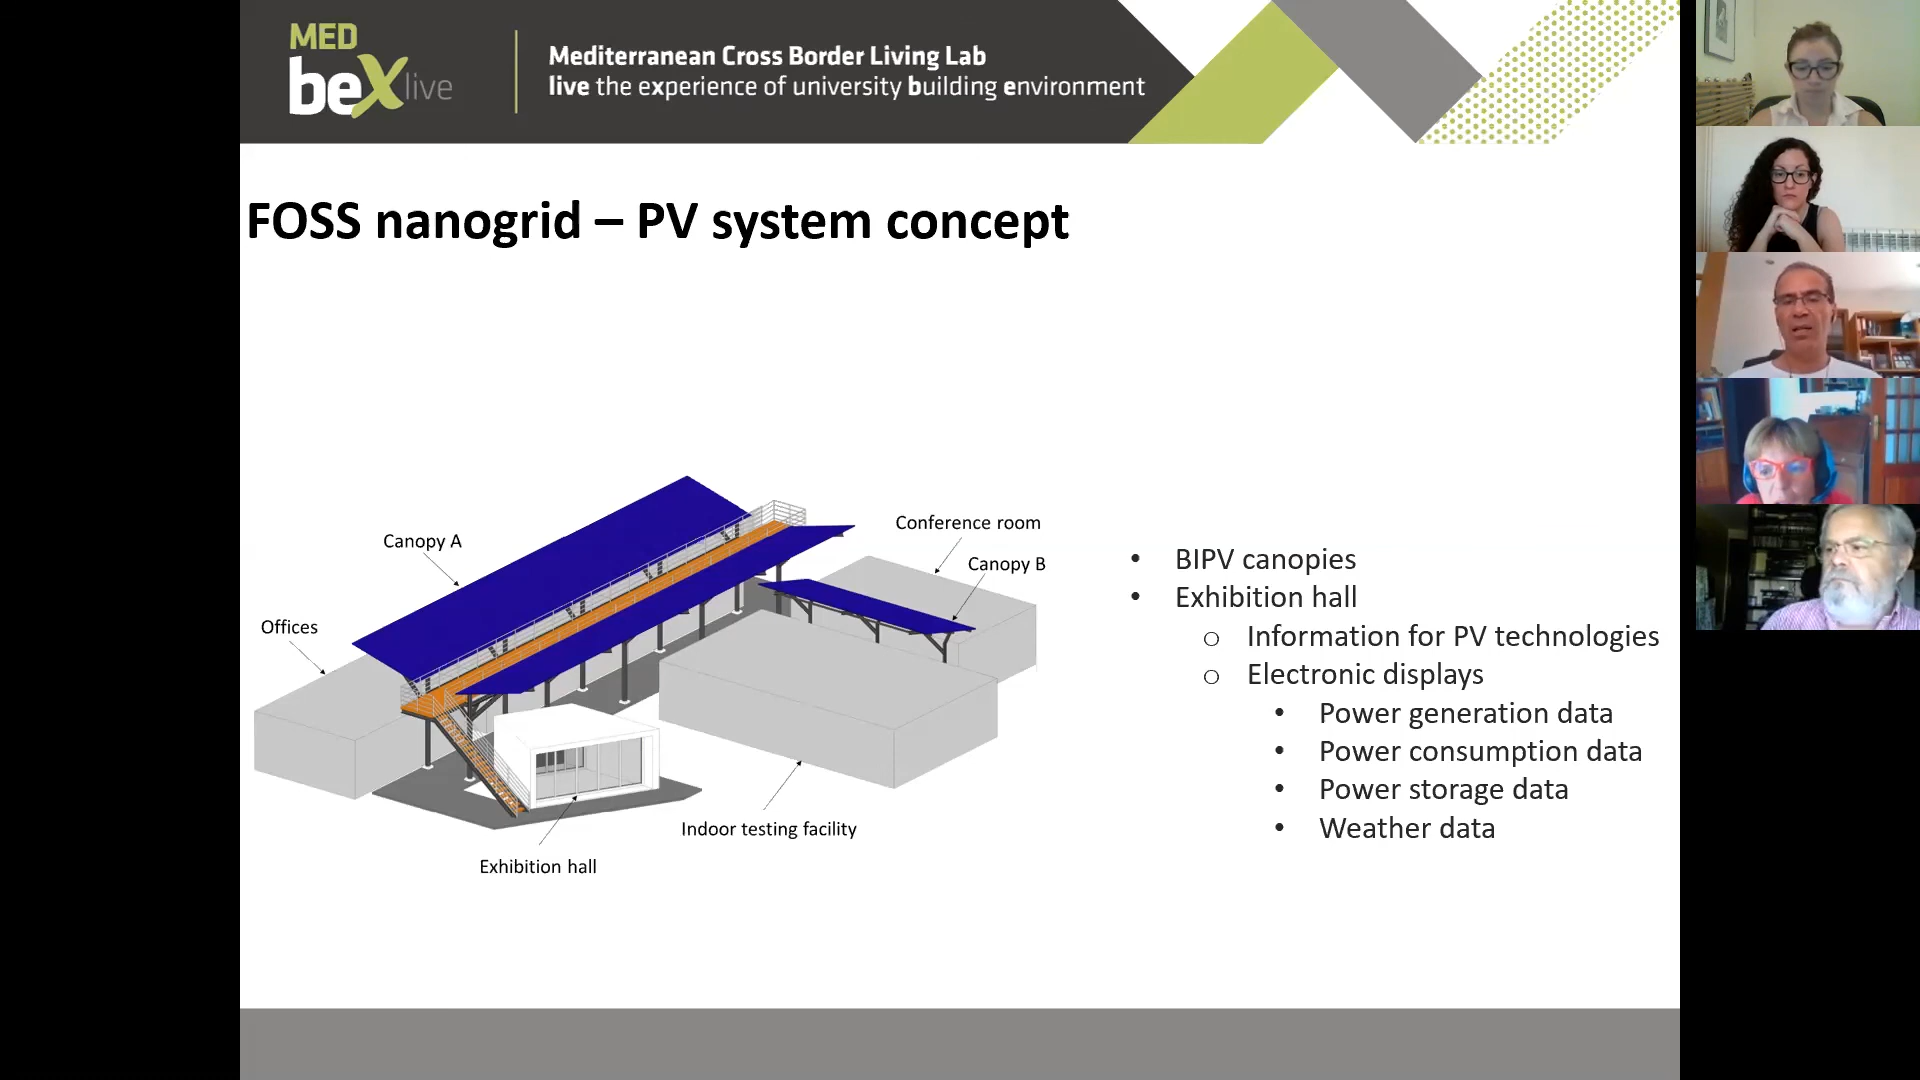 MED
beXlive
Mediterranean Cross Border Living Lab
live the experience of university building environment
FOSS nanogrid – PV system concept
Canopy A
Conference room
Canopy B
Offices
Indoor testing facility
Exhibition hall
• BIPV canopies
• Exhibition hall
o Information for PV technologies
o Electronic displays
• Power generation data
• Power consumption data
• Power storage data
• Weather data